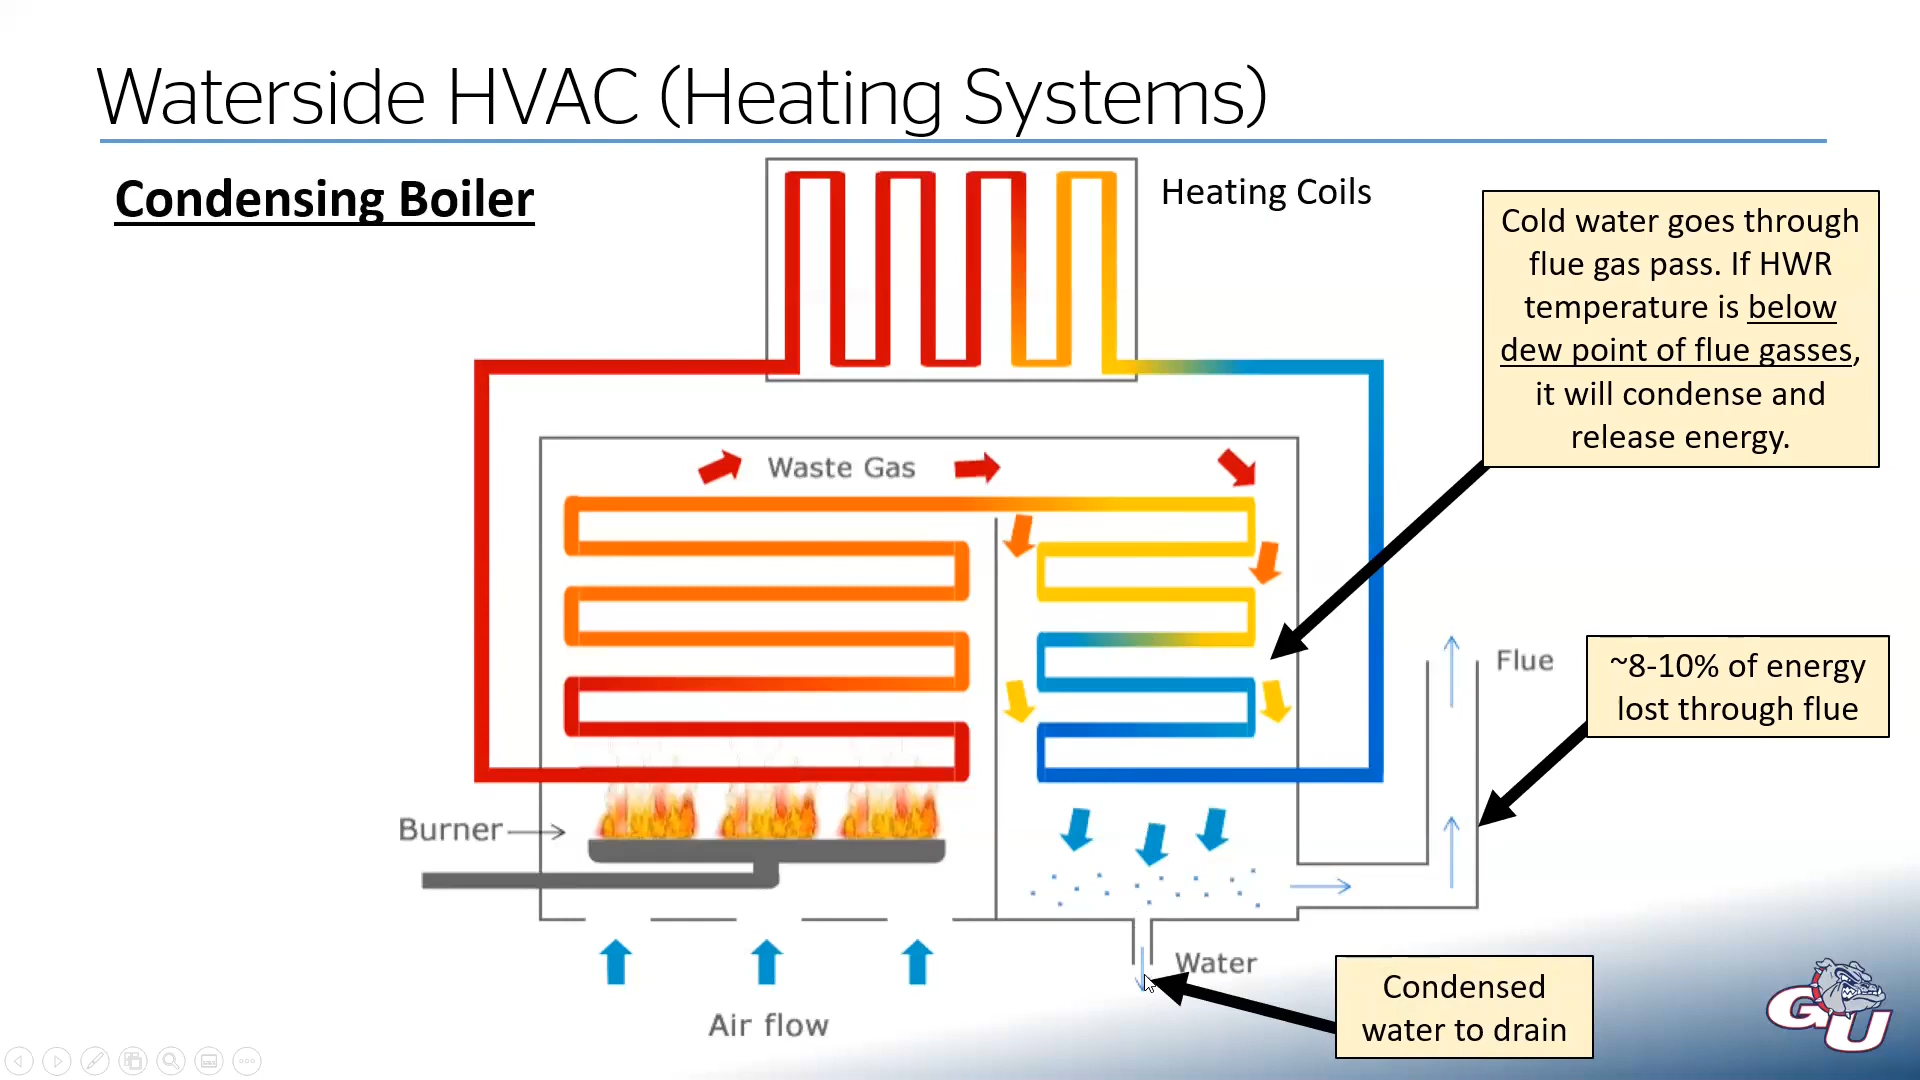 Waterside HVAC (Heating Systems)
Condensing Boiler
Heating Coils
Cold water goes through
flue gas pass. If HWR
temperature is below
dew point of flue gasses,
it will condense and
release energy.
Waste Gas
Flue
~8-10% of energy
lost through flue
Burner
Water
Condensed
water to drain
Air flow
GU